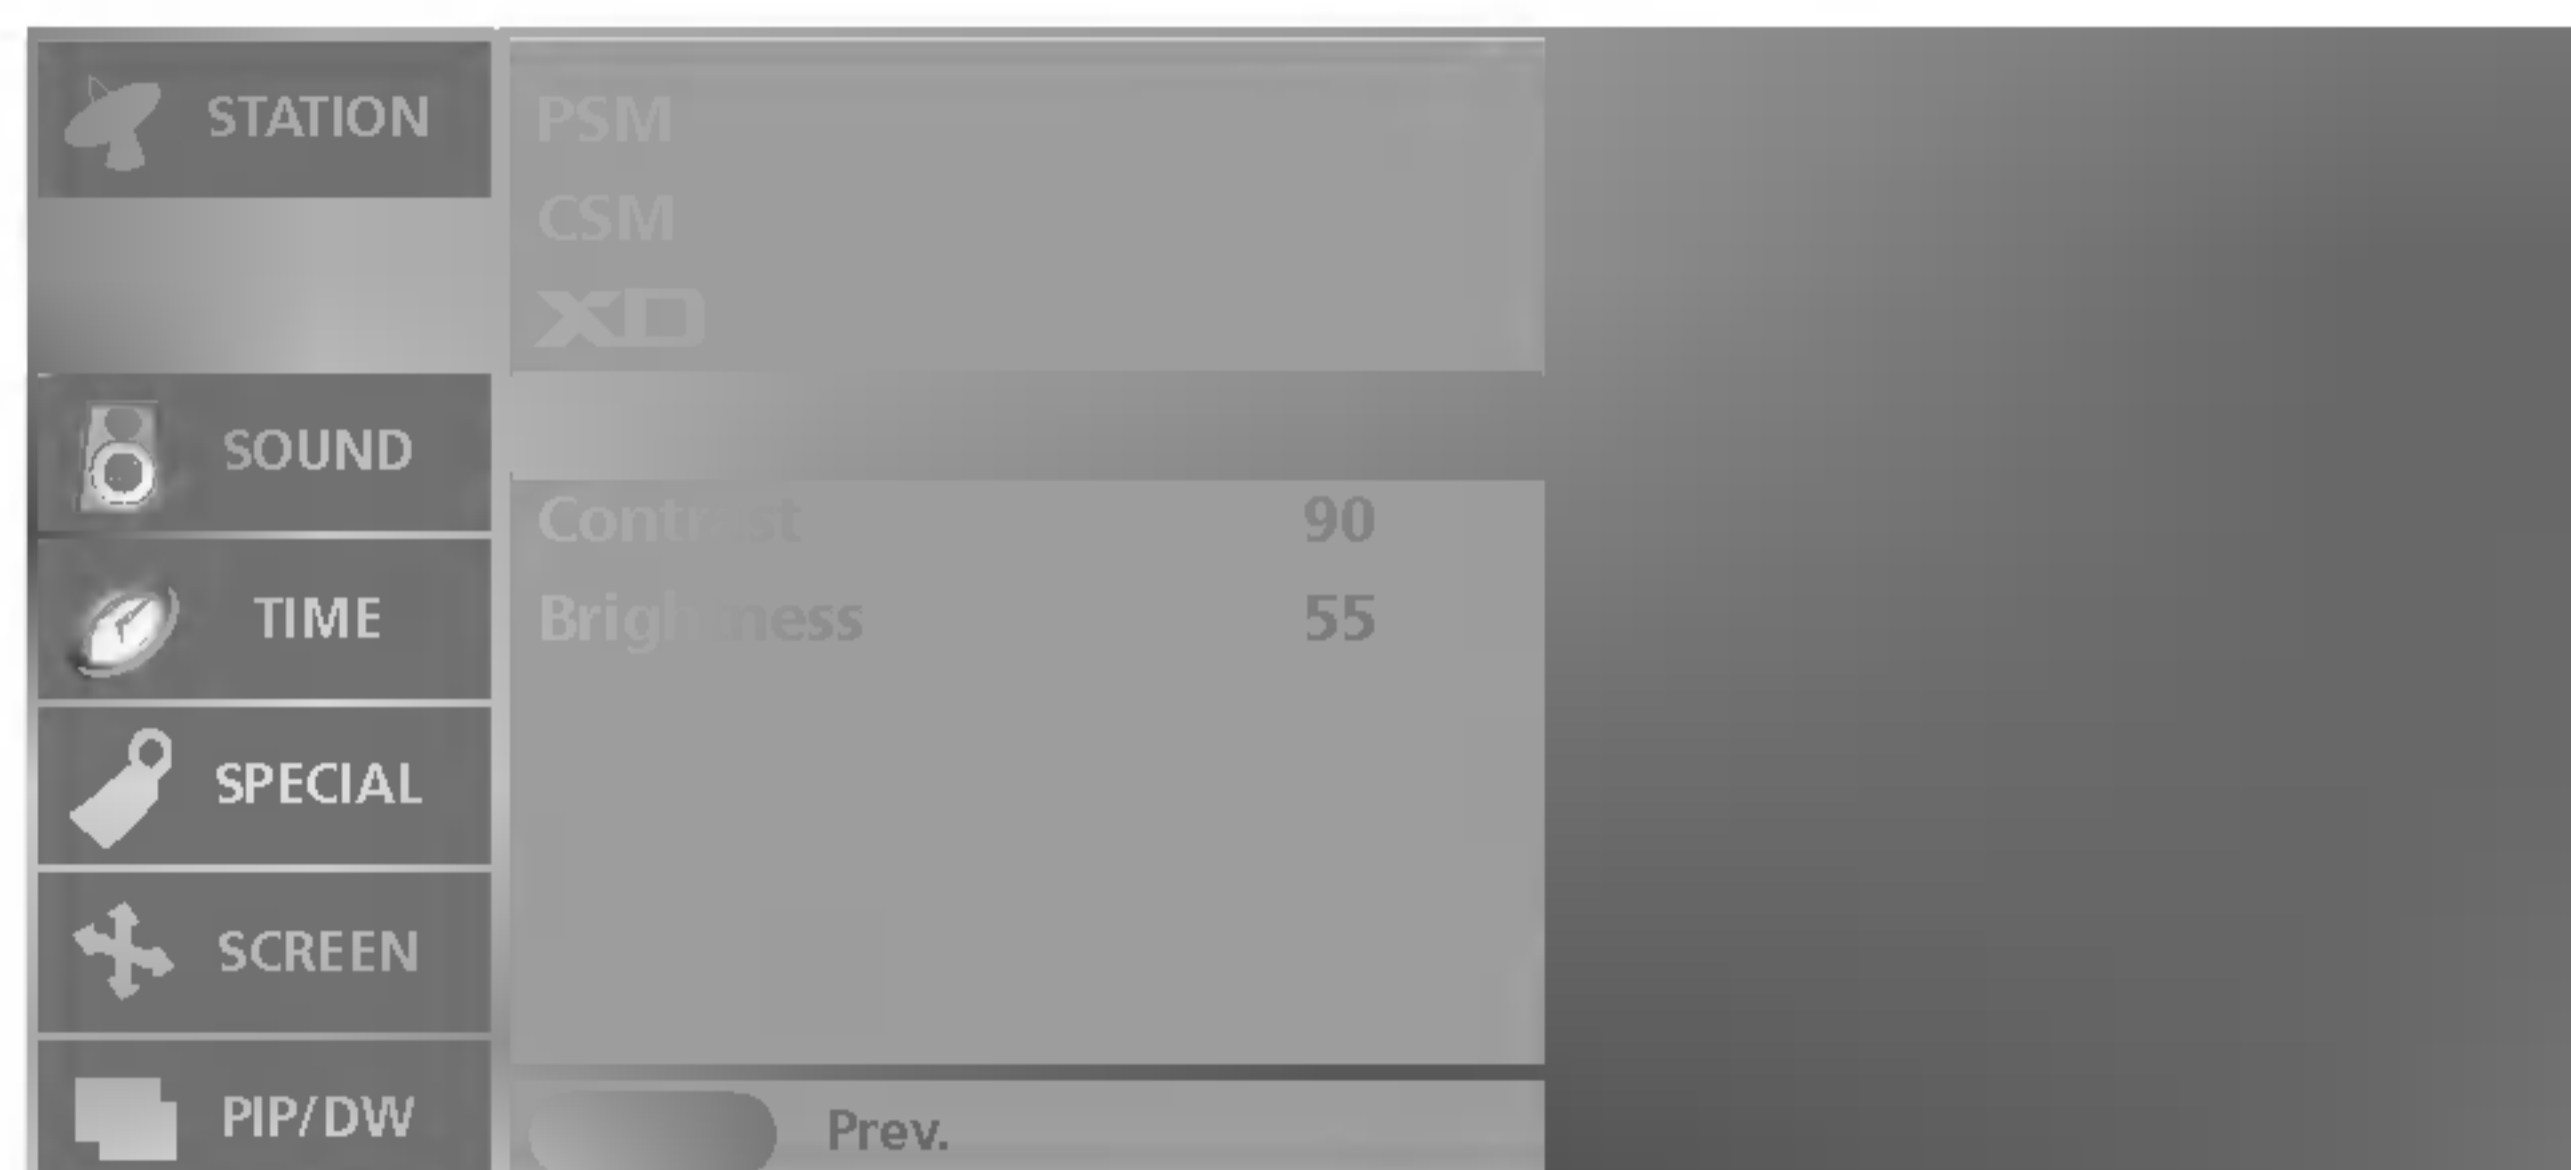 STATION
PSM
CSM
XD
SOUND
Contrast 90
Brightness 55
TIME
SPECIAL
SCREEN
PIP/DW
Prev.